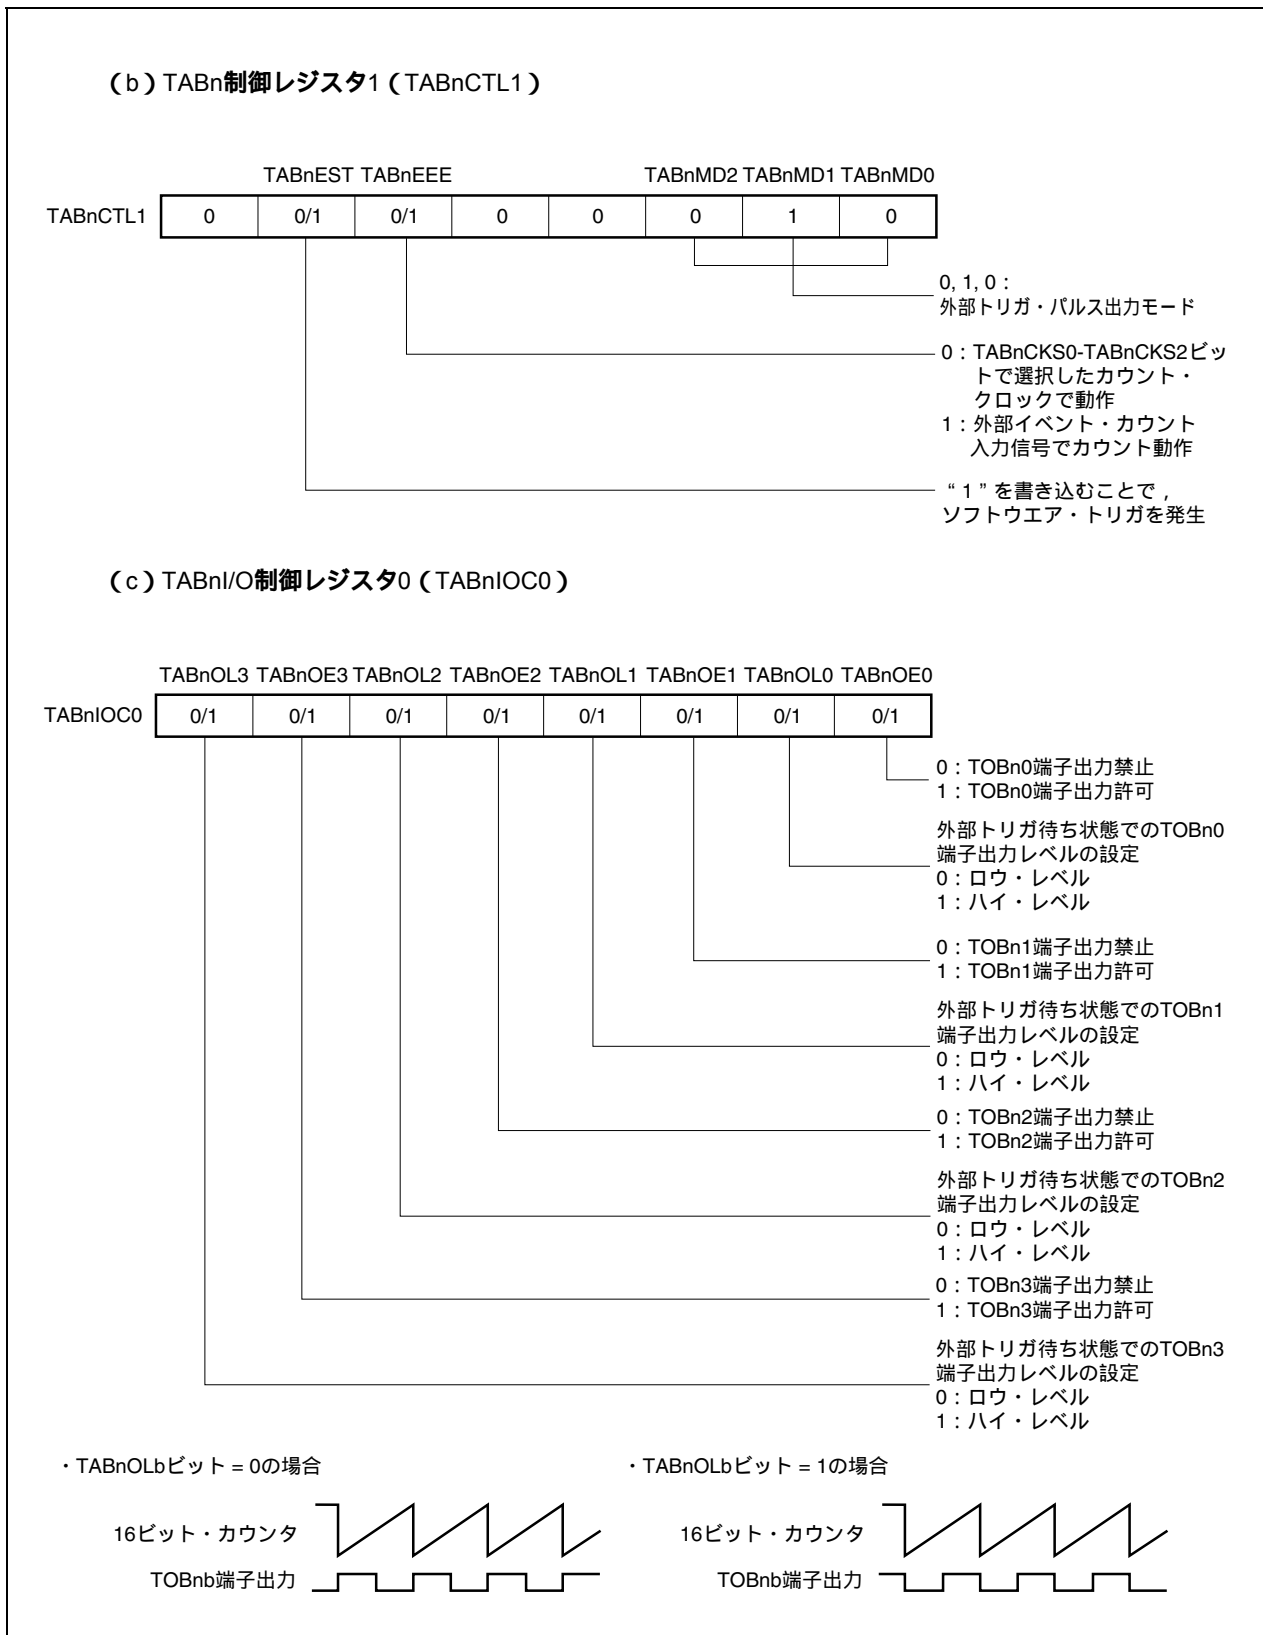 （b）TABn制御レジスタ1（TABnCTL1）
TABnEST TABnEEE TABnMD2 TABnMD1 TABnMD0
TABnCTL1 0 0/1 0/1 0 0 0 1 0
0, 1, 0：
外部トリガ・パルス出力モード
0：TABnCKS0-TABnCKS2ビッ
トで選択したカウント・
クロックで動作
1：外部イベント・カウント
入力信号でカウント動作
“1”を書き込むことで，
ソフトウエア・トリガを発生
（c）TABnI/O制御レジスタ0（TABnIOC0）
TABnOL3 TABnOE3 TABnOL2 TABnOE2 TABnOL1 TABnOE1 TABnOL0 TABnOE0
TABnIOC0 0/1 0/1 0/1 0/1 0/1 0/1 0/1 0/1
0：TOBn0端子出力禁止
1：TOBn0端子出力許可
外部トリガ待ち状態でのTOBn0
端子出力レベルの設定
0：ロウ・レベル
1：ハイ・レベル
0：TOBn1端子出力禁止
1：TOBn1端子出力許可
外部トリガ待ち状態でのTOBn1
端子出力レベルの設定
0：ロウ・レベル
1：ハイ・レベル
0：TOBn2端子出力禁止
1：TOBn2端子出力許可
外部トリガ待ち状態でのTOBn2
端子出力レベルの設定
0：ロウ・レベル
1：ハイ・レベル
0：TOBn3端子出力禁止
1：TOBn3端子出力許可
外部トリガ待ち状態でのTOBn3
端子出力レベルの設定
0：ロウ・レベル
1：ハイ・レベル
・TABnOLbビット = 0の場合
16ビット・カウンタ
TOBnb端子出力
・TABnOLbビット = 1の場合
16ビット・カウンタ
TOBnb端子出力